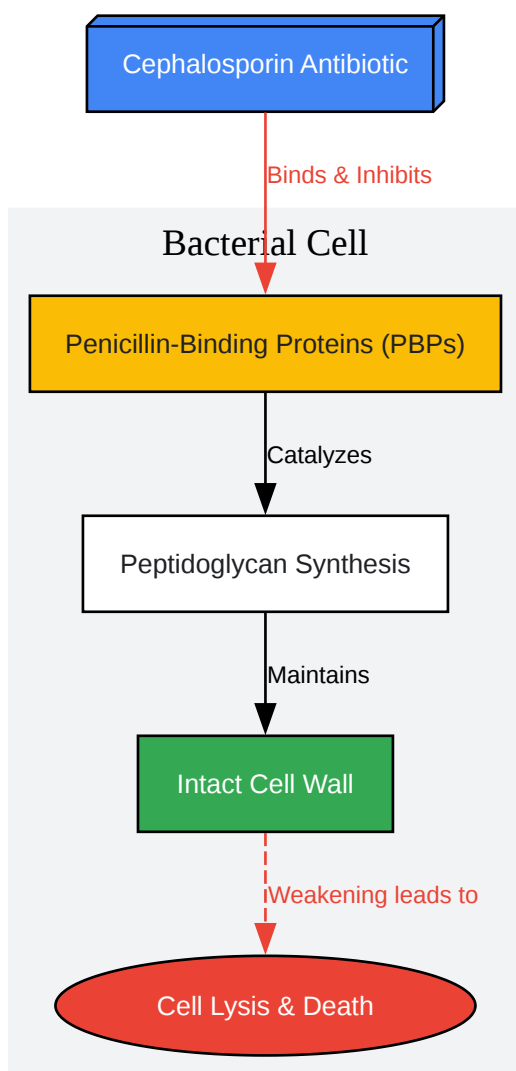 Cephalosporin Antibiotic
Binds & Inhibits
Bacterial Cell
Penicillin-Binding Proteins (PBPs)
Catalyzes
Peptidoglycan Synthesis
Maintains
Intact Cell Wall
Weakening leads to
Cell Lysis & Death